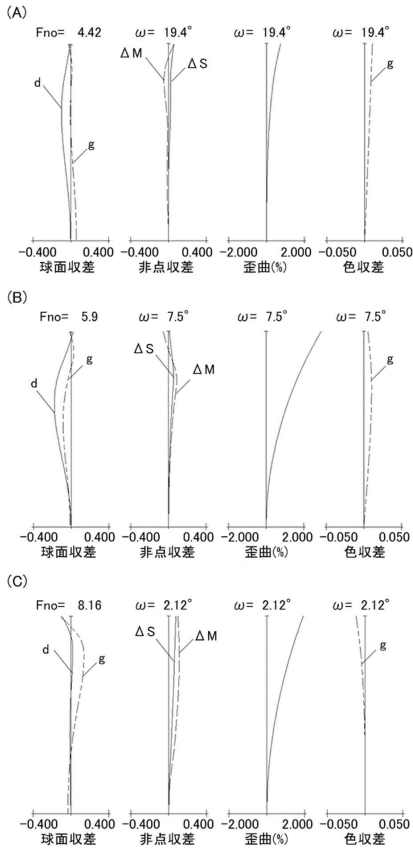 (A)
Fno= 4.42 ω= 19.4° ω= 19.4° ω= 19.4°
ΔM ΔS
d g g
-0.400 0.400 -0.400 0.400 -2.000 2.000 -0.050 0.050
球面収差 非点収差 歪曲(%) 色収差
(B)
Fno= 5.9 ω= 7.5° ω= 7.5° ω= 7.5°
ΔS ΔM
d g g
-0.400 0.400 -0.400 0.400 -2.000 2.000 -0.050 0.050
球面収差 非点収差 歪曲(%) 色収差
(C)
Fno= 8.16 ω= 2.12° ω= 2.12° ω= 2.12°
ΔS ΔM
d g g
-0.400 0.400 -0.400 0.400 -2.000 2.000 -0.050 0.050
球面収差 非点収差 歪曲(%) 色収差